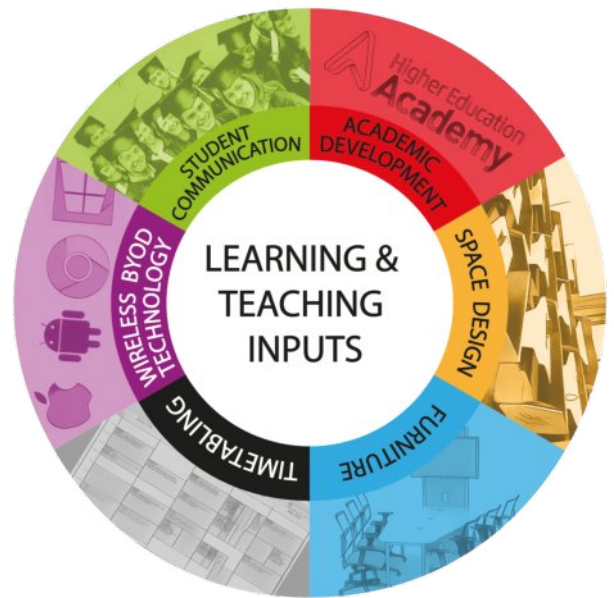 LEARNING &
TEACHING
INPUTS
ACADEMIC
DEVELOPMENT
SPACE DESIGN
FURNITURE
TIMETABLING
WIRELESS BYOD
TECHNOLOGY
STUDENT
COMMUNICATION
Higher Education
Academy